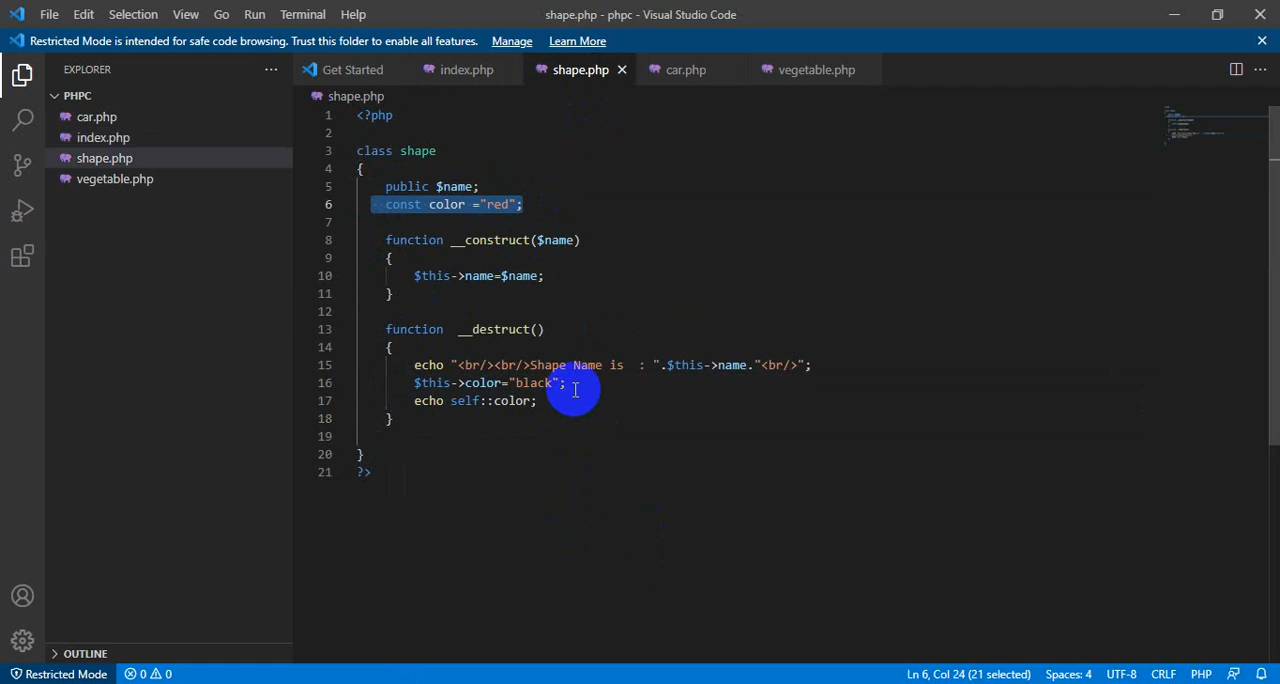 File Edit Selection View Go Run Terminal Help shape.php - phpc - Visual Studio Code
Restricted Mode is intended for safe code browsing. Trust this folder to enable all features. Manage Learn More
EXPLORER
Get Started index.php shape.php car.php vegetable.php
PHPC
car.php
index.php
shape.php
vegetable.php
OUTLINE
shape.php
1 <?php
2
3 class shape
4 {
5 public $name;
6 const color ="red";
7
8 function __construct($name)
9 {
10 $this->name=$name;
11 }
12
13 function __destruct()
14 {
15 echo "<br/><br/>Shape Name is : ".$this->name."<br/>";
16 $this->color="black";
17 echo self::color;
18 }
19
20 }
21 ?>
Restricted Mode 0 0 Ln 6, Col 24 (21 selected) Spaces: 4 UTF-8 CRLF PHP